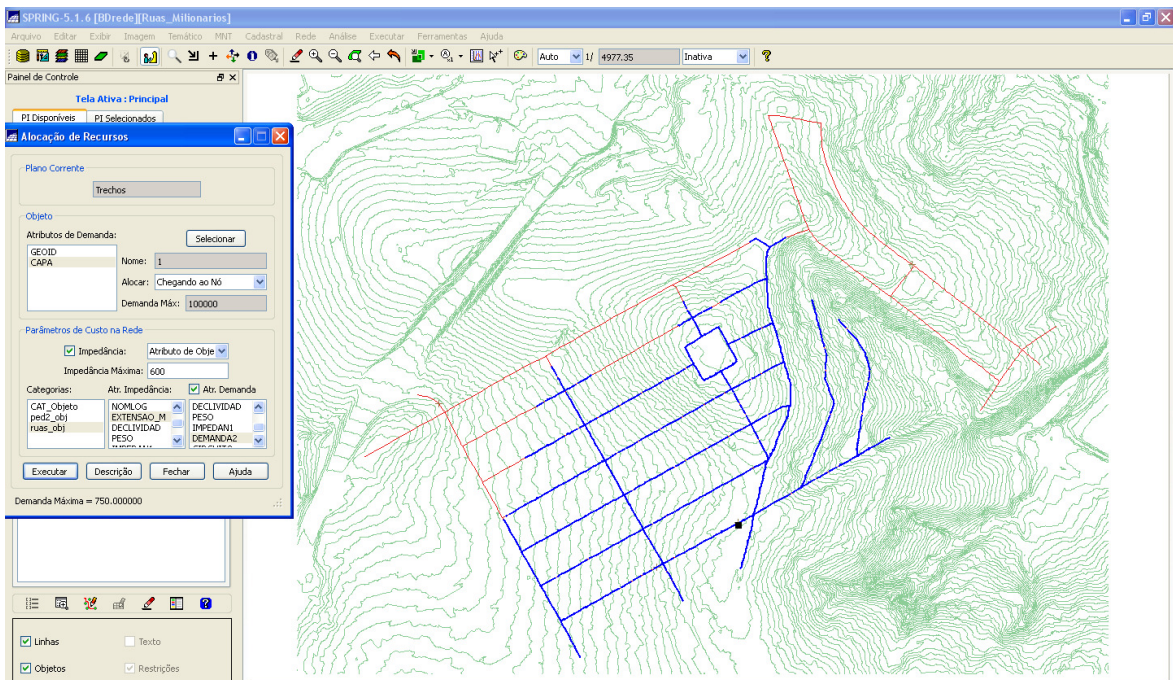 SPRING-5.1.6 [BDrede][Ruas_Milionarios]
Arquivo Editar Exibir Imagem Temático MNT Cadastral Rede Análise Executar Ferramentas Ajuda
Auto 1/ 4977.35 Inativa
Painel de Controle
Tela Ativa : Principal
PI Disponíveis PI Selecionados
Alocação de Recursos
Plano Corrente
Trechos
Objeto
Atributos de Demanda: Selecionar
GEOID
CAPA
Nome: 1
Alocar: Chegando ao Nó
Demanda Máx: 100000
Parâmetros de Custo na Rede
Impedância: Atributo de Obje
Impedância Máxima: 600
Categorias: Atr. Impedância: Atr. Demanda
CAT_Objeto NOMLOG DECLIVIDAD
ped2_obj EXTENSAO_M PESO
ruas_obj DECLIVIDAD IMPEDAN1
PESO DEMANDA2
Executar Descrição Fechar Ajuda
Demanda Máxima = 750.000000
Linhas Texto
Objetos Restrições